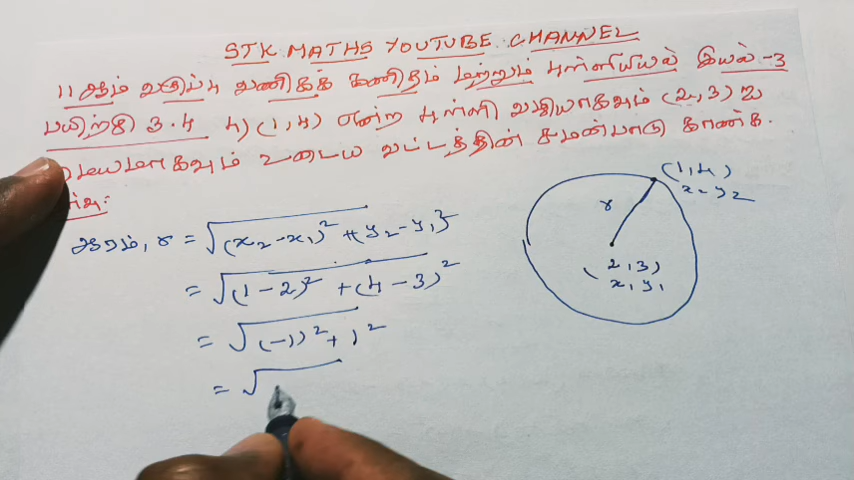 STK MATHS YOUTUBE CHANNEL
11 ஆம் வகுப்பு வணிகக் கணிதம் மற்றும் புள்ளியியல் இயல் -3
பயிற்சி 3.4 4) (1,4) என்ற புள்ளி வழியாகவும் (2,3) ஐ
மையமாகவும் உடைய வட்டத்தின் சமன்பாடு காண்க.
ஆரம், r = √(x₂-x₁)² + (y₂-y₁)²
= √(1-2)² + (4-3)²
= √(-1)² + 1²
= √
(1,4)
x₂ y₂
r
(2,3)
x₁ y₁